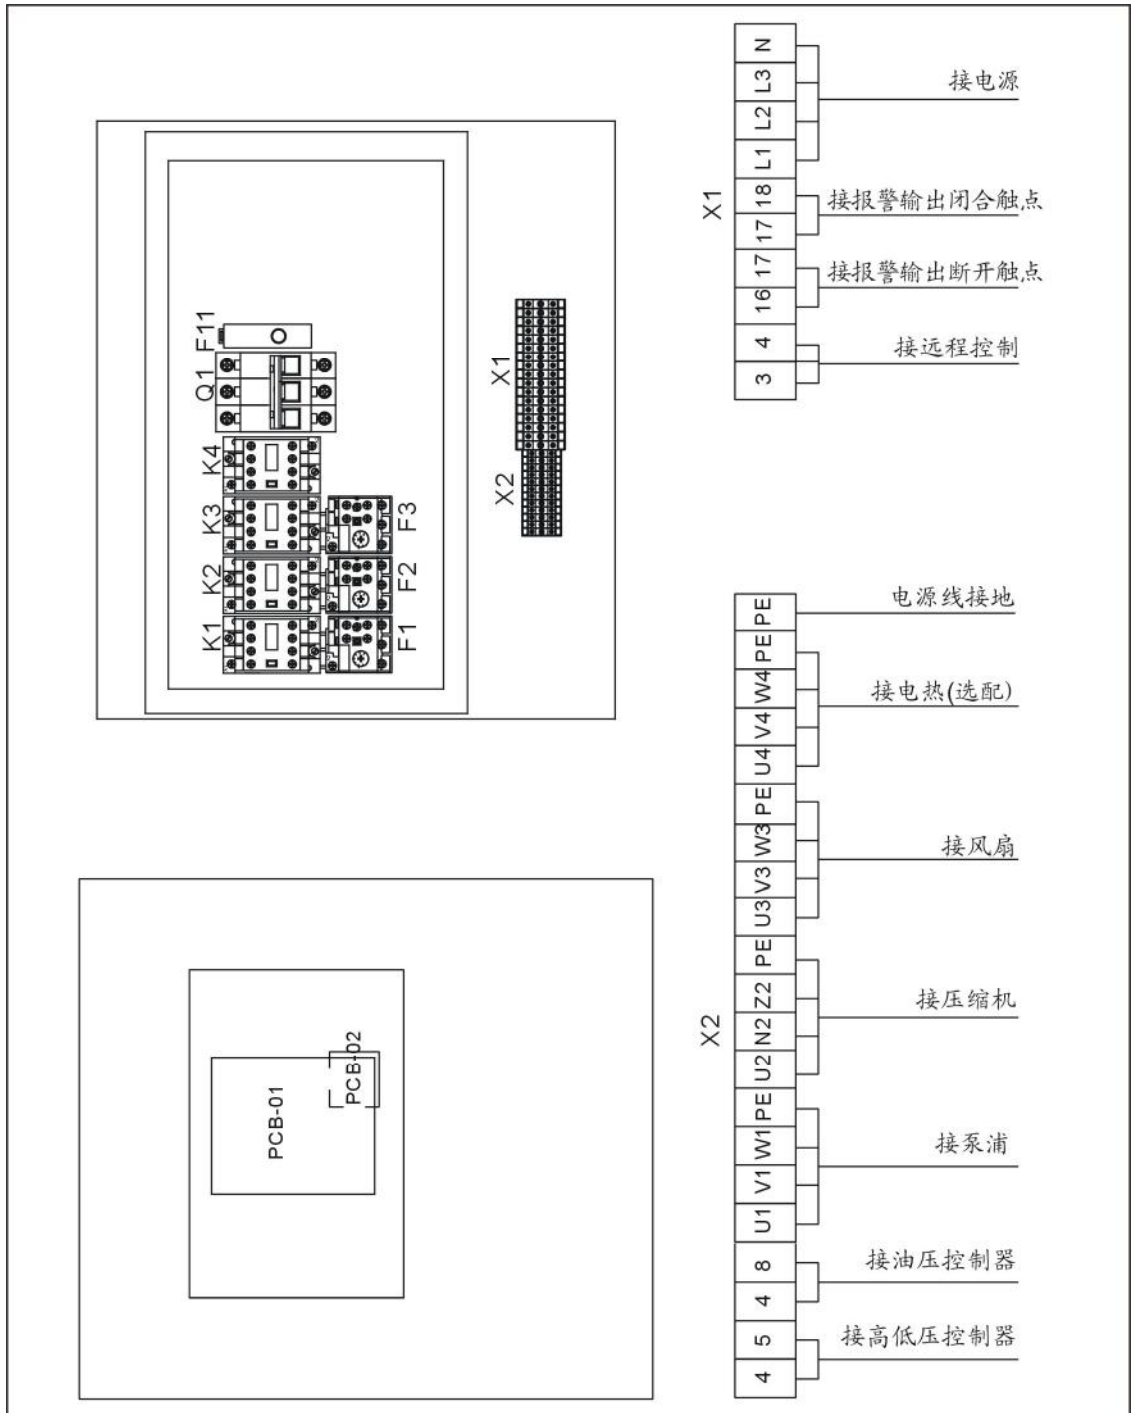 F11
Q1
K4
K3
K2
K1
F3
F2
F1
X1
X2
X1
N
L3
L2
L1
18
17
17
16
4
3
接电源
接报警输出闭合触点
接报警输出断开触点
接远程控制
X2
PE
PE
W4
V4
U4
PE
W3
V3
U3
PE
Z2
N2
U2
PE
W1
V1
U1
8
4
5
4
电源线接地
接电热(选配)
接风扇
接压缩机
接泵浦
接油压控制器
接高低压控制器
PCB-01
PCB-02